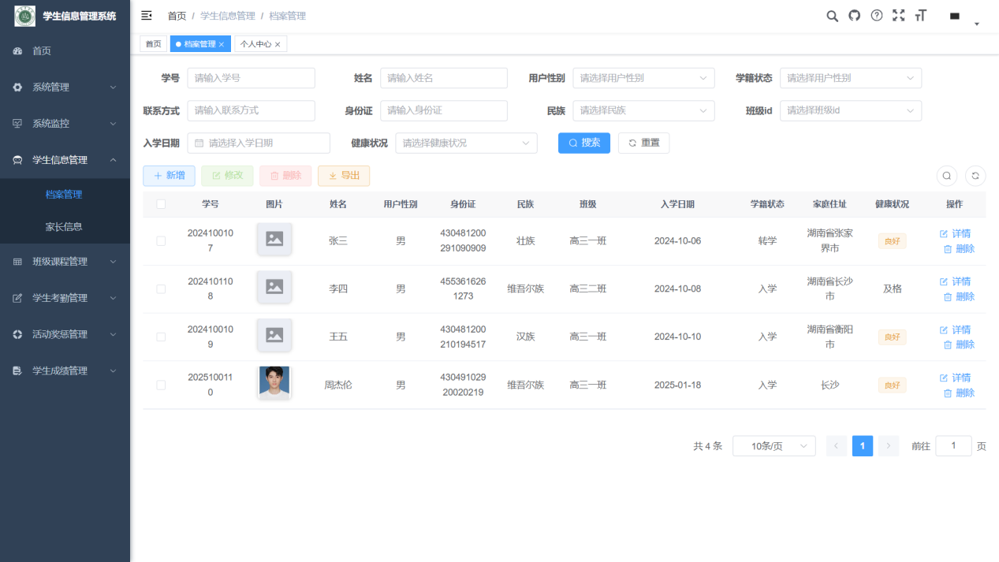 学生信息管理系统
首页
系统管理
系统监控
学生信息管理
档案管理
家长信息
班级课程管理
学生考勤管理
活动奖惩管理
学生成绩管理
首页 / 学生信息管理 / 档案管理
首页 档案管理 × 个人中心 ×
学号 请输入学号 姓名 请输入姓名 用户性别 请选择用户性别 学籍状态 请选择用户性别
联系方式 请输入联系方式 身份证 请输入身份证 民族 请选择民族 班级id 请选择班级id
入学日期 请选择入学日期 健康状况 请选择健康状况 搜索 重置
+ 新增 修改 删除 导出
学号 图片 姓名 用户性别 身份证 民族 班级 入学日期 学籍状态 家庭住址 健康状况 操作
202410010 430481200 湖南省张家 详情
7 张三 男 291090909 壮族 高三一班 2024-10-06 转学 界市 良好 删除
202410110 455361626 湖南省长沙 详情
8 李四 男 1273 维吾尔族 高三二班 2024-10-08 入学 市 及格 删除
202410010 430481200 湖南省衡阳 详情
9 王五 男 210194517 汉族 高三一班 2024-10-10 入学 市 良好 删除
202510011 430491029 详情
0 周杰伦 男 20020219 维吾尔族 高三一班 2025-01-18 入学 长沙 良好 删除
共 4 条 10条/页 1 前往 1 页